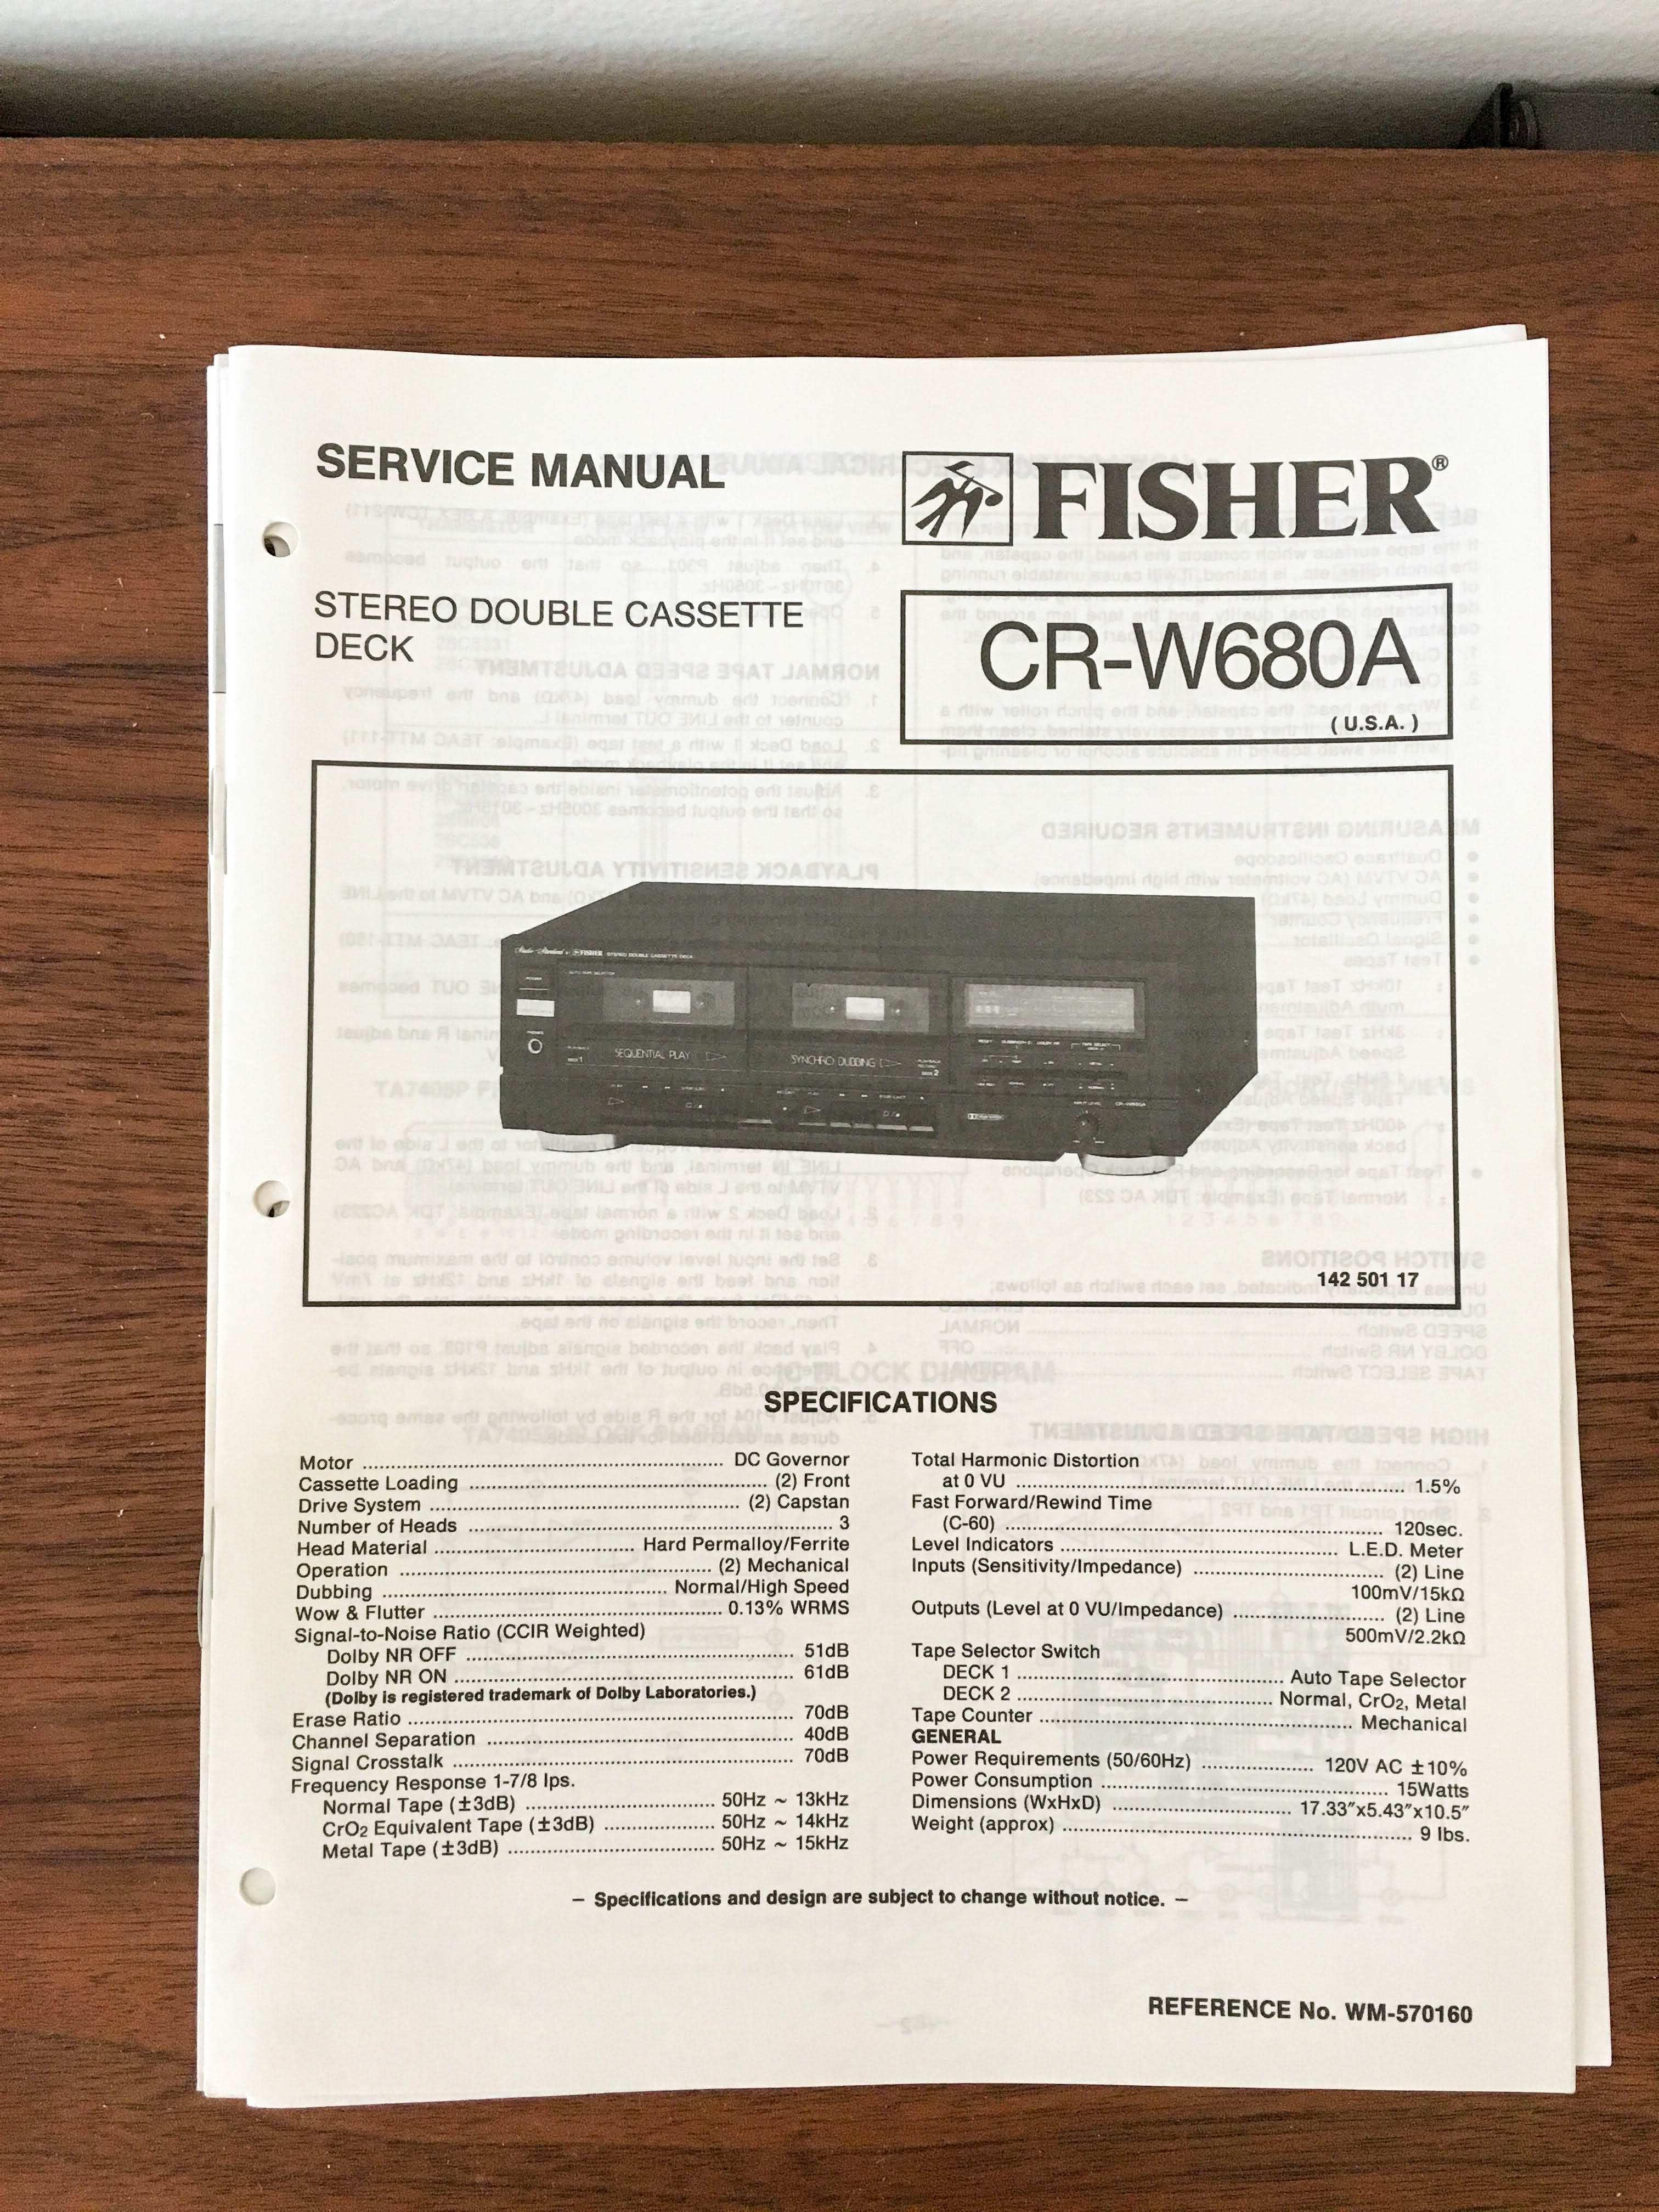 SERVICE MANUAL
FISHER®
STEREO DOUBLE CASSETTE
DECK
CR-W680A
( U.S.A. )
FISHER STEREO DOUBLE CASSETTE DECK
SEQUENTIAL PLAY
SYNCHRO DUBBING
142 501 17
SPECIFICATIONS
Motor ........ DC Governor
Cassette Loading ........ (2) Front
Drive System ........ (2) Capstan
Number of Heads ........ 3
Head Material ........ Hard Permalloy/Ferrite
Operation ........ (2) Mechanical
Dubbing ........ Normal/High Speed
Wow & Flutter ........ 0.13% WRMS
Signal-to-Noise Ratio (CCIR Weighted)
Dolby NR OFF ........ 51dB
Dolby NR ON ........ 61dB
(Dolby is registered trademark of Dolby Laboratories.)
Erase Ratio ........ 70dB
Channel Separation ........ 40dB
Signal Crosstalk ........ 70dB
Frequency Response 1-7/8 Ips.
Normal Tape (±3dB) ........ 50Hz ~ 13kHz
CrO2 Equivalent Tape (±3dB) ........ 50Hz ~ 14kHz
Metal Tape (±3dB) ........ 50Hz ~ 15kHz
Total Harmonic Distortion
at 0 VU ........ 1.5%
Fast Forward/Rewind Time
(C-60) ........ 120sec.
Level Indicators ........ L.E.D. Meter
Inputs (Sensitivity/Impedance) ........ (2) Line
100mV/15kΩ
Outputs (Level at 0 VU/Impedance) ........ (2) Line
500mV/2.2kΩ
Tape Selector Switch
DECK 1 ........ Auto Tape Selector
DECK 2 ........ Normal, CrO2, Metal
Tape Counter ........ Mechanical
GENERAL
Power Requirements (50/60Hz) ........ 120V AC ±10%
Power Consumption ........ 15Watts
Dimensions (WxHxD) ........ 17.33″x5.43″x10.5″
Weight (approx) ........ 9 lbs.
– Specifications and design are subject to change without notice. –
REFERENCE No. WM-570160